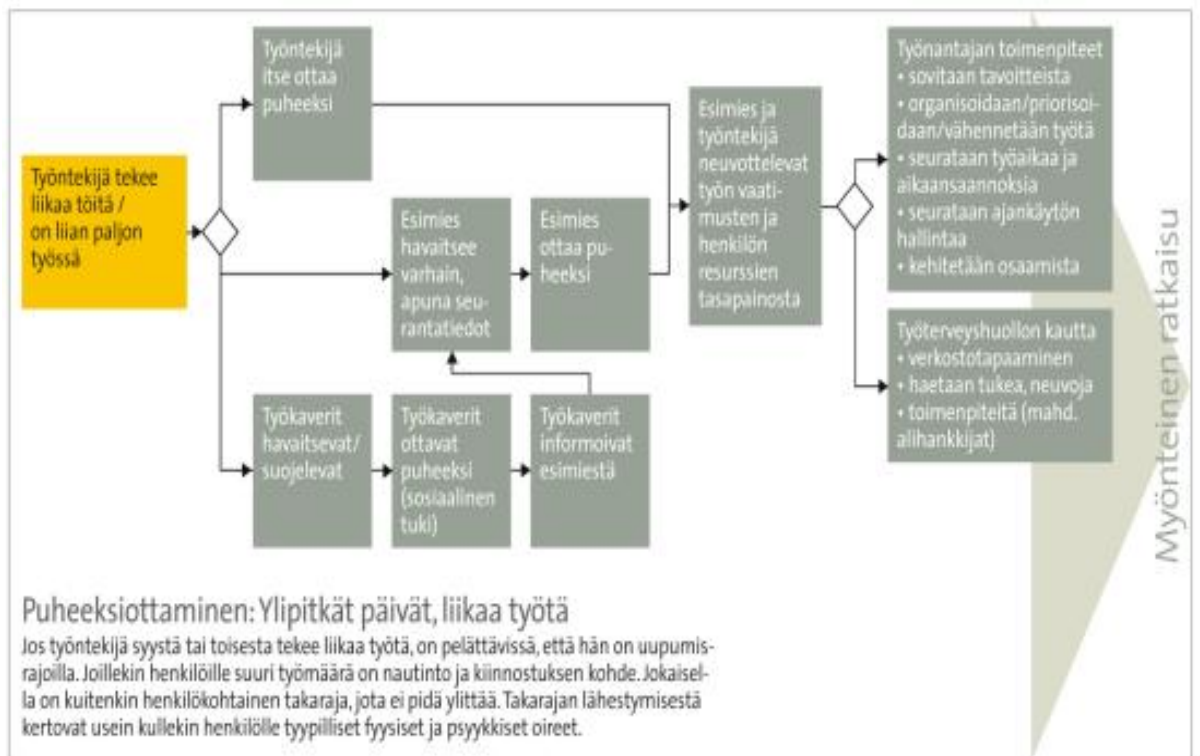 Työntekijä tekee
liikaa töitä /
on liian paljon
työssä
Työntekijä
itse ottaa
puheeksi
Esimies
havaitsee
varhain,
apuna seu-
rantatiedot
Esimies
ottaa pu-
heeksi
Työkaverit
havaitsevat/
suojelevat
Työkaverit
ottavat
puheeksi
(sosiaalinen
tuki)
Työkaverit
informoivat
esimiestä
Esimies ja
työntekijä
neuvottelevat
työn vaati-
musten ja
henkilön
resurssien
tasapainosta
Työnantajan toimenpiteet
• sovitaan tavoitteista
• organisoidaan/priorisoi-
daan/vähennetään työtä
• seurataan työaikaa ja
aikaansaannoksia
• seurataan ajankäytön
hallintaa
• kehitetään osaamista
Työterveyshuollon kautta
• verkostotapaaminen
• haetaan tukea, neuvoja
• toimenpiteitä (mahd.
alihankkijat)
Myönteinen ratkaisu
Puheeksiottaminen: Ylipitkät päivät, liikaa työtä
Jos työntekijä syystä tai toisesta tekee liikaa työtä, on pelättävissä, että hän on uupumis-
rajoilla. Joillekin henkilöille suuri työmäärä on nautinto ja kiinnostuksen kohde. Jokaisel-
la on kuitenkin henkilökohtainen takaraja, jota ei pidä ylittää. Takarajan lähestymisestä
kertovat usein kullekin henkilölle tyypilliset fyysiset ja psyykkiset oireet.